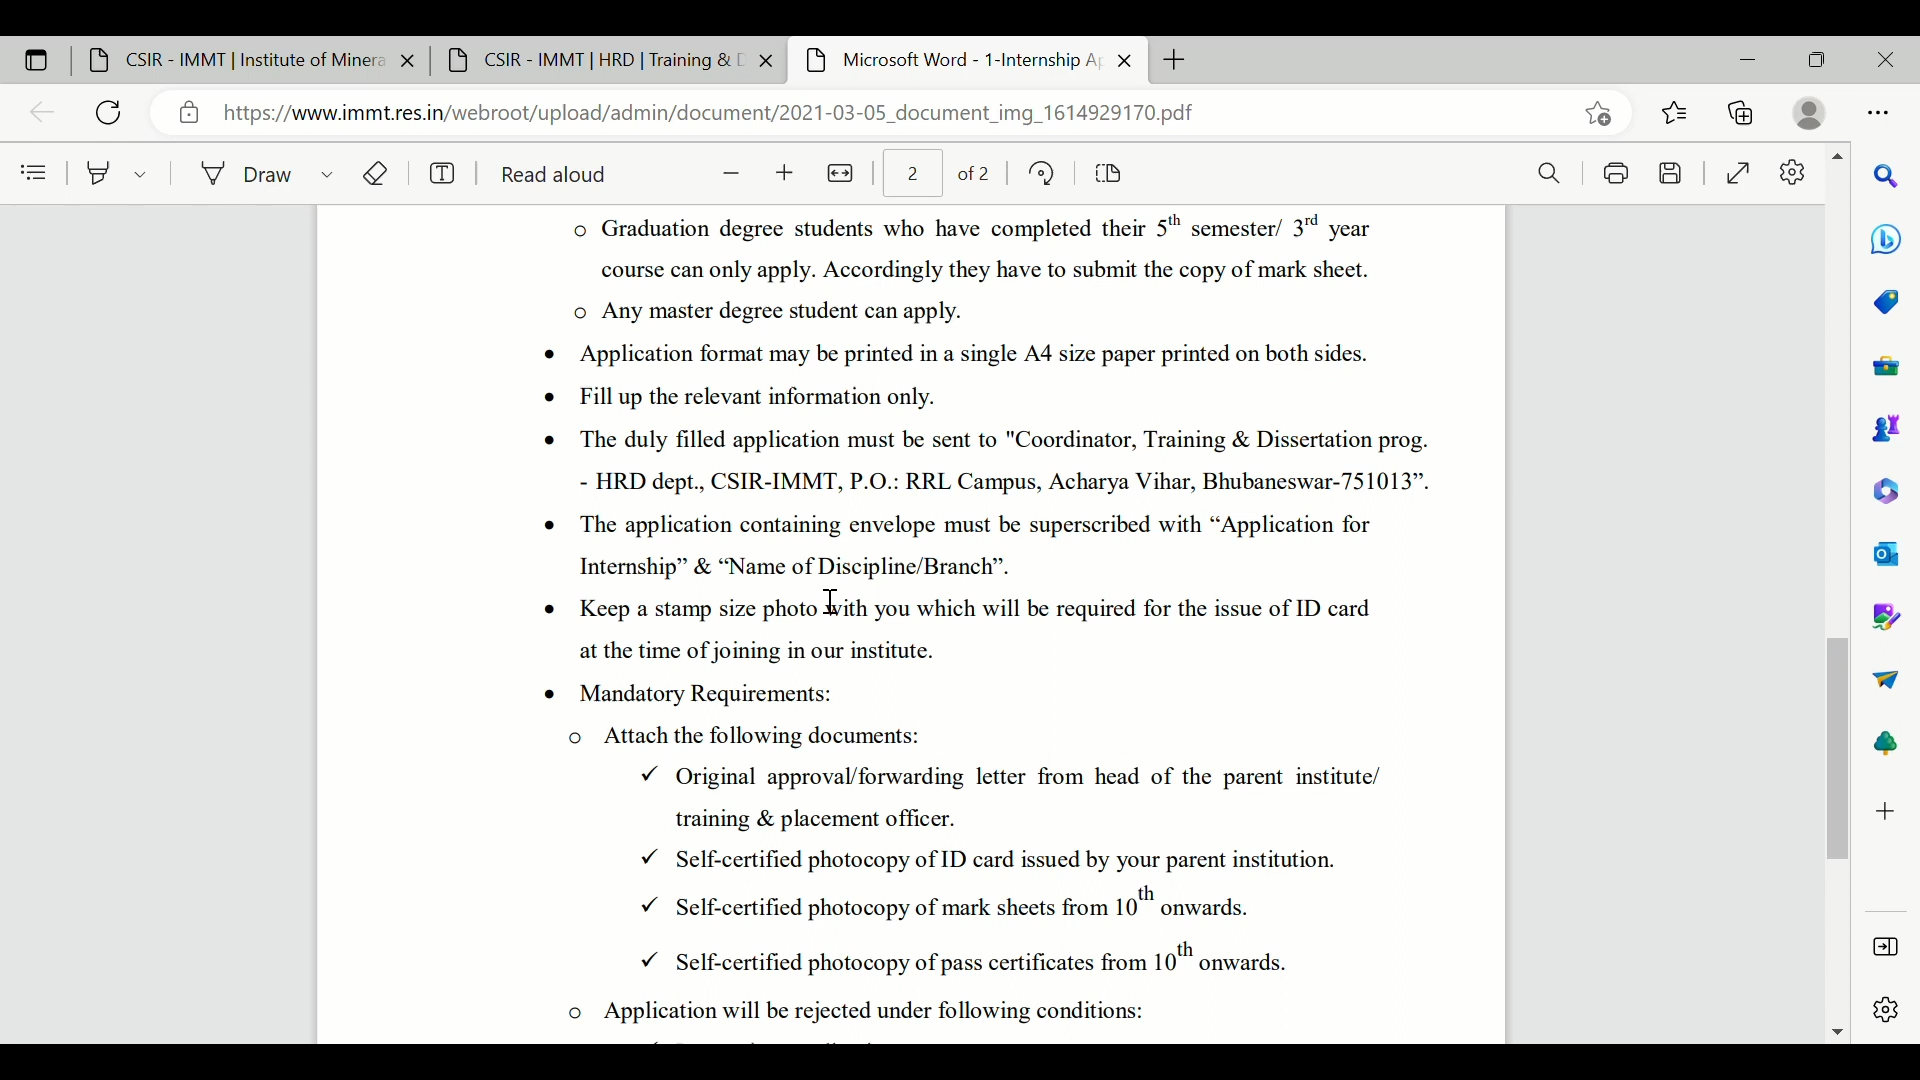 CSIR - IMMT | Institute of Minera
CSIR - IMMT | HRD | Training & D
Microsoft Word - 1-Internship Ap
https://www.immt.res.in/webroot/upload/admin/document/2021-03-05_document_img_1614929170.pdf
Draw
Read aloud
2 of 2
o Graduation degree students who have completed their 5th semester/ 3rd year
course can only apply. Accordingly they have to submit the copy of mark sheet.
o Any master degree student can apply.
• Application format may be printed in a single A4 size paper printed on both sides.
• Fill up the relevant information only.
• The duly filled application must be sent to "Coordinator, Training & Dissertation prog.
- HRD dept., CSIR-IMMT, P.O.: RRL Campus, Acharya Vihar, Bhubaneswar-751013”.
• The application containing envelope must be superscribed with “Application for
Internship” & “Name of Discipline/Branch”.
• Keep a stamp size photo with you which will be required for the issue of ID card
at the time of joining in our institute.
• Mandatory Requirements:
o Attach the following documents:
✓ Original approval/forwarding letter from head of the parent institute/
training & placement officer.
✓ Self-certified photocopy of ID card issued by your parent institution.
✓ Self-certified photocopy of mark sheets from 10th onwards.
✓ Self-certified photocopy of pass certificates from 10th onwards.
o Application will be rejected under following conditions: